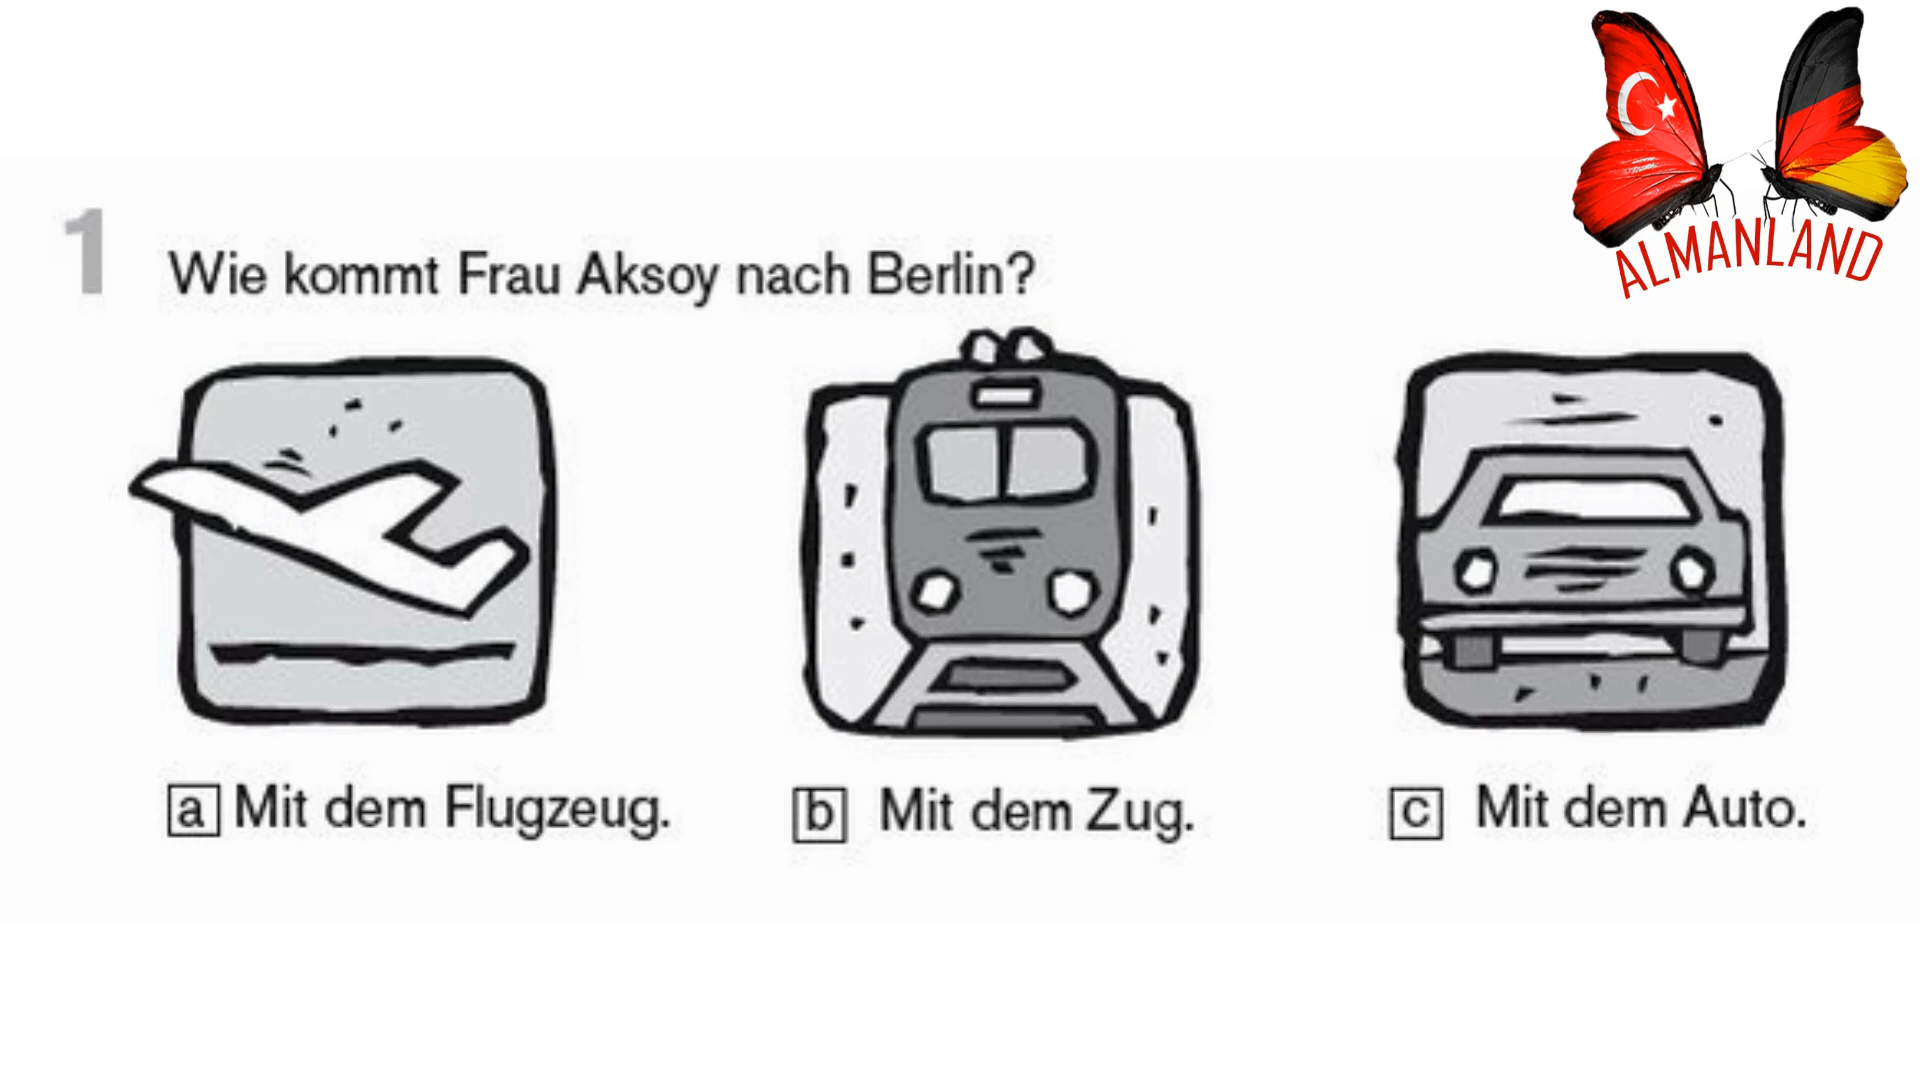 ALMANLAND
1
Wie kommt Frau Aksoy nach Berlin?
a Mit dem Flugzeug.
b Mit dem Zug.
c Mit dem Auto.